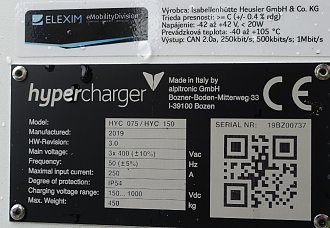 ELEXIM eMobilityDivision
Výrobca: Isabellenhütte Heusler GmbH & Co. KG
Trieda presnosti: >= C (+/- 0.4 % rdg)
Napájanie: -42 až +42 V, < 20W
Prevádzková teplota: -40 až +105 °C
Výstup: CAN 2.0a, 250kbit/s, 500kbits/s; 1Mbit/s
hypercharger
Made in Italy by
alpitronic GmbH
Bozner-Boden-Mitterweg 33
I-39100 Bozen
Model: HYC 075 / HYC 150
Manufactured: 2019
HW-Revision: 3.0
Main voltage: 3x 400 (±10%) Vac
Frequency: 50 (±5%) Hz
Maximal input current: 250 A
Degree of protection: IP54
Charging voltage range: 150...1000 Vdc
Max. Weight: 450 kg
SERIAL NR: 19BZ00737